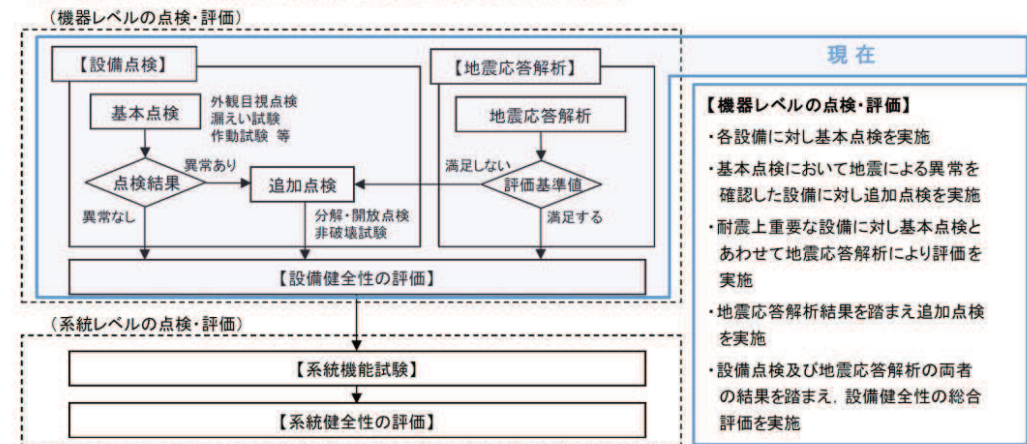 (機器レベルの点検・評価)
【設備点検】
基本点検
外観目視点検
漏えい試験
作動試験 等
点検結果
異常あり
異常なし
追加点検
分解・開放点検
非破壊試験
【地震応答解析】
地震応答解析
満足しない
評価基準値
満足する
【設備健全性の評価】
(系統レベルの点検・評価)
【系統機能試験】
【系統健全性の評価】
現 在
【機器レベルの点検・評価】
・各設備に対し基本点検を実施
・基本点検において地震による異常を
確認した設備に対し追加点検を実施
・耐震上重要な設備に対し基本点検と
あわせて地震応答解析により評価を
実施
・地震応答解析結果を踏まえ追加点検
を実施
・設備点検及び地震応答解析の両者
の結果を踏まえ，設備健全性の総合
評価を実施